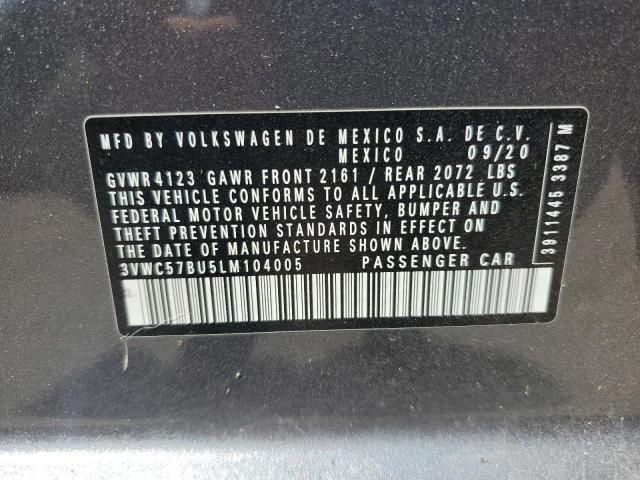 MFD BY VOLKSWAGEN DE MEXICO S.A. DE C.V.
MEXICO 09/20
GVWR 4123 GAWR FRONT 2161 / REAR 2072 LBS
THIS VEHICLE CONFORMS TO ALL APPLICABLE U.S.
FEDERAL MOTOR VEHICLE SAFETY, BUMPER AND
THEFT PREVENTION STANDARDS IN EFFECT ON
THE DATE OF MANUFACTURE SHOWN ABOVE.
3VWC57BU5LM104005 PASSENGER CAR
3911445 3387 M